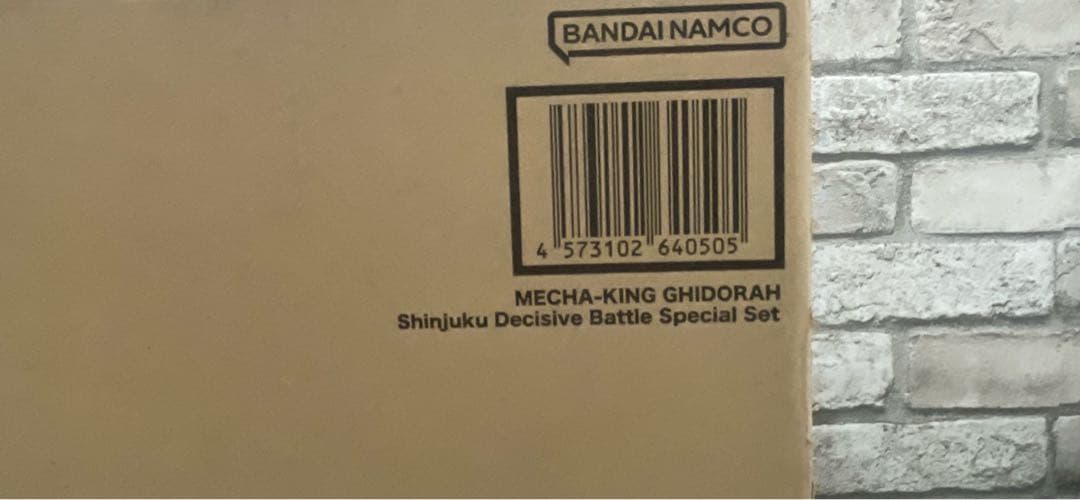 BANDAI NAMCO
4 573102 640505
MECHA-KING GHIDORAH
Shinjuku Decisive Battle Special Set